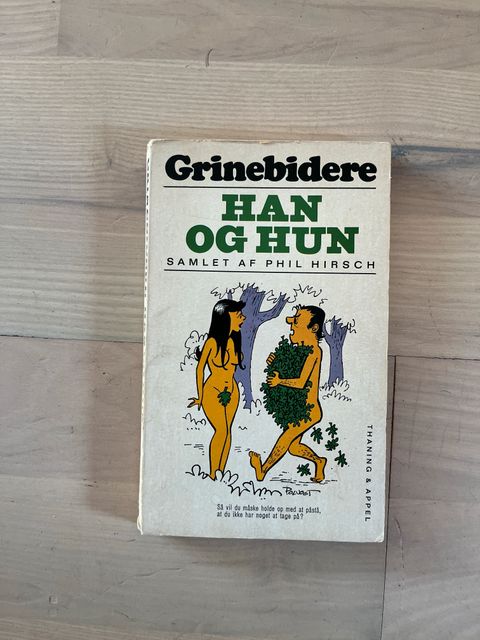 Grinebidere
HAN
OG HUN
SAMLET AF PHIL HIRSCH
THANING & APPEL
Så vil du måske holde op med at påstå,
at du ikke har noget at tage på?